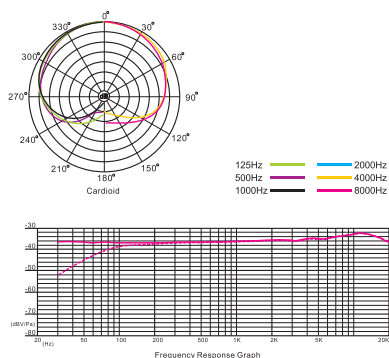 0°
330° 30°
300° 60°
270° 90°
240° 120°
210° 150°
180°
Cardioid
dB
125Hz 2000Hz
500Hz 4000Hz
1000Hz 8000Hz
-30
-40
-50
-60
-70
(dBV/Pa)
-80
20 50 100 200 500 1K 2K 5K 10K 20K
(Hz)
Frequency Response Graph